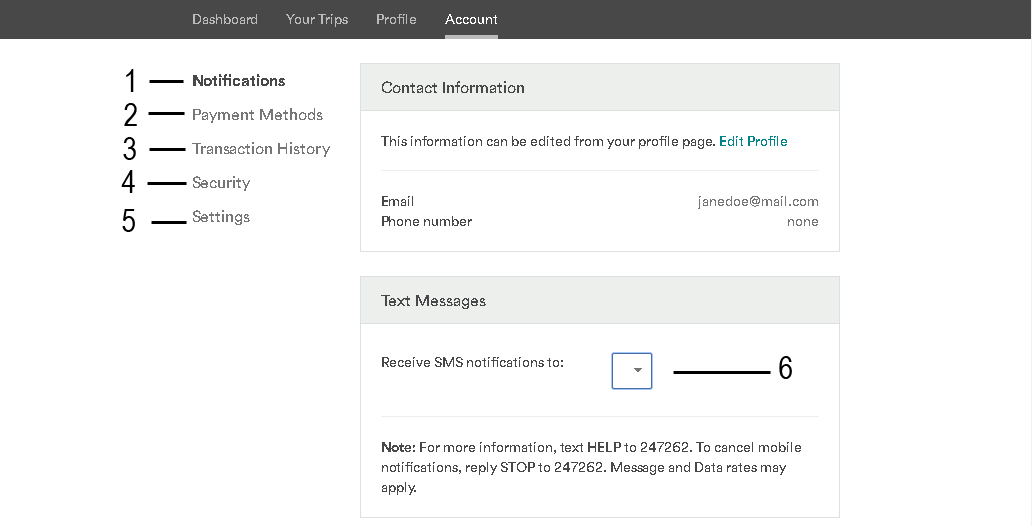 Dashboard Your Trips Profile Account
1 Notifications
2 Payment Methods
3 Transaction History
4 Security
5 Settings
Contact Information
This information can be edited from your profile page. Edit Profile
Email janedoe@mail.com
Phone number none
Text Messages
Receive SMS notifications to: 6
Note: For more information, text HELP to 247262. To cancel mobile
notifications, reply STOP to 247262. Message and Data rates may
apply.